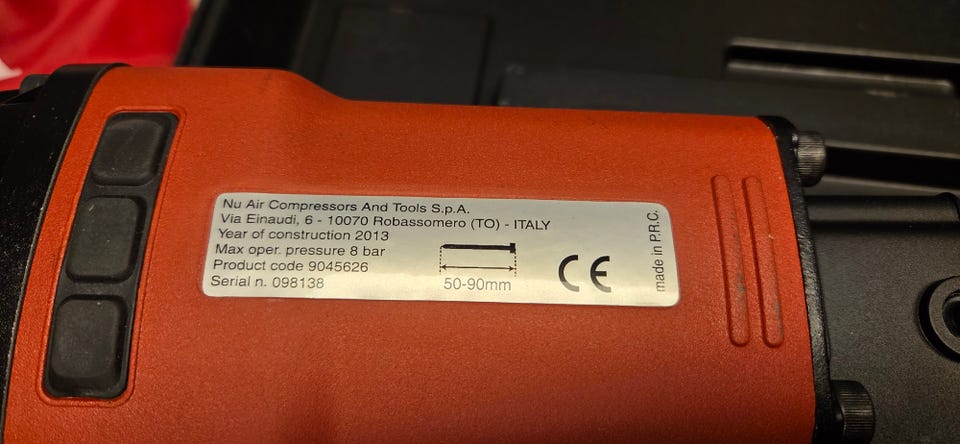 Nu Air Compressors And Tools S.p.A.
Via Einaudi, 6 - 10070 Robassomero (TO) - ITALY
Year of construction 2013
Max oper. pressure 8 bar
Product code 9045626
Serial n. 098138
50-90mm
CE
made in P.R.C.